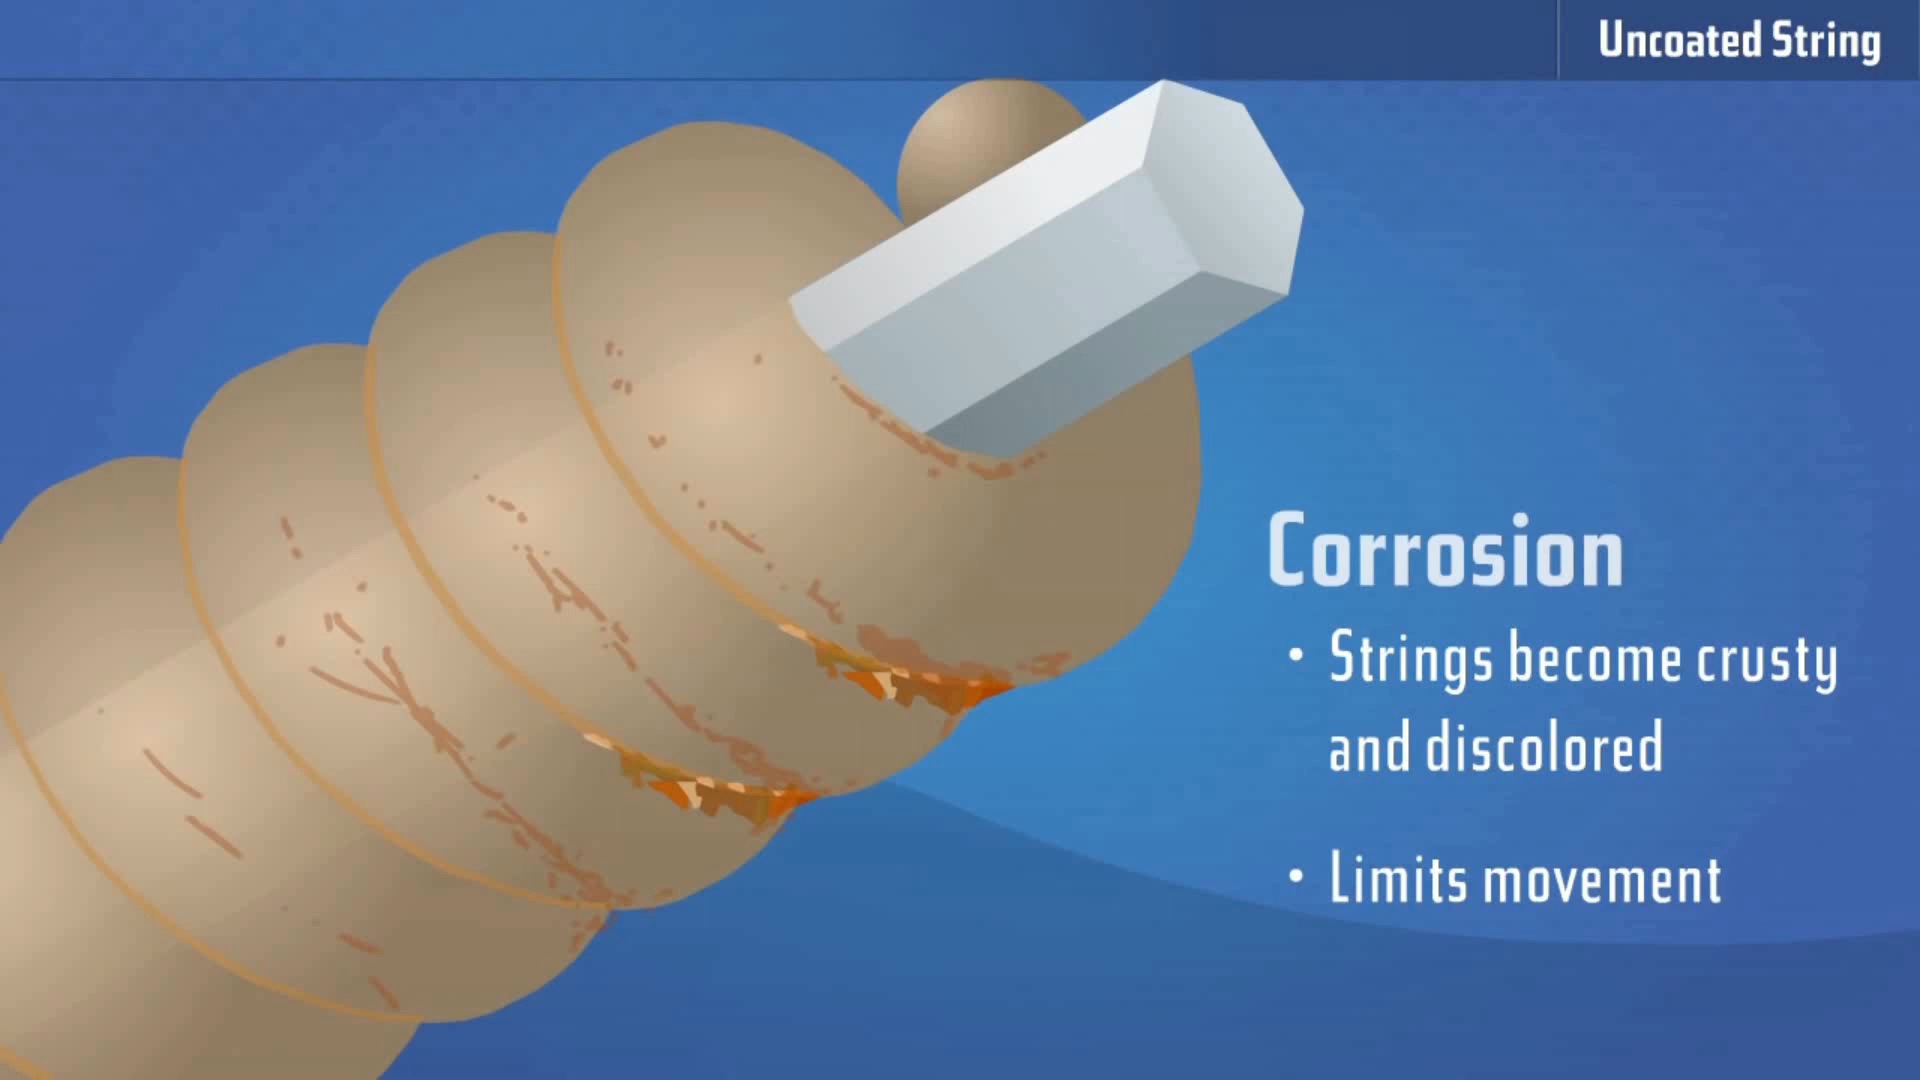 Uncoated String
Corrosion
• Strings become crusty
and discolored
• Limits movement